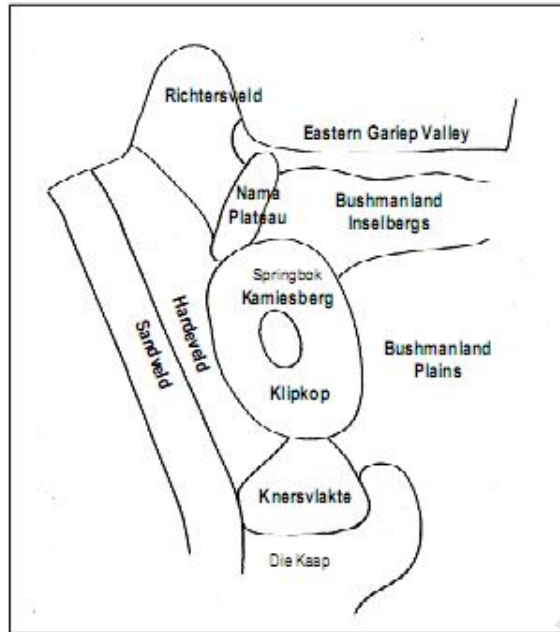 Richtersveld
Eastern Gariep Valley
Nama
Plateau
Bushmanland
Inselbergs
Springbok
Kamiesberg
Hardeveld
Sandveld
Bushmanland
Plains
Klipkop
Knersvlakte
Die Kaap